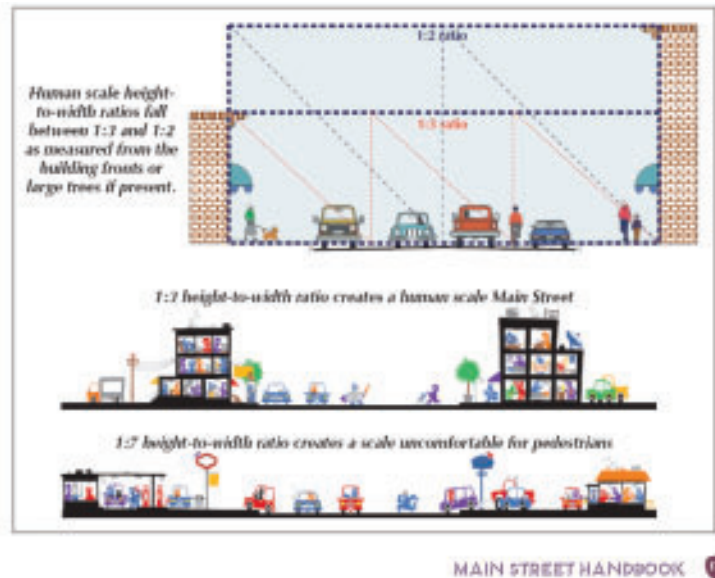 1:2 ratio
Human scale height-
to-width ratios fall
between 1:3 and 1:2
as measured from the
building fronts or
large trees if present.
1:3 ratio
1:3 height-to-width ratio creates a human scale Main Street
1:7 height-to-width ratio creates a scale uncomfortable for pedestrians
MAIN STREET HANDBOOK